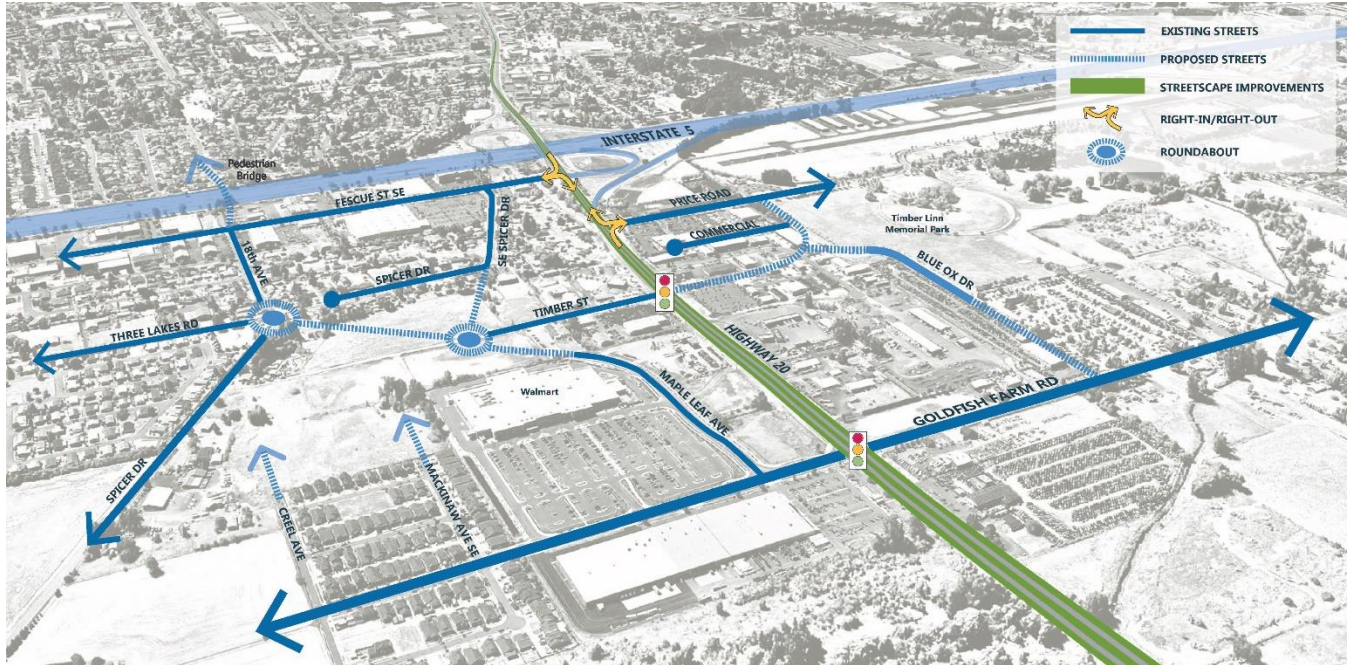 EXISTING STREETS
PROPOSED STREETS
STREETSCAPE IMPROVEMENTS
RIGHT-IN/RIGHT-OUT
ROUNDABOUT
INTERSTATE 5
Pedestrian
Bridge
FESCUE ST SE
PRICE ROAD
COMMERCIAL
Timber Linn
Memorial Park
18th AVE
SE SPICER DR
SPICER DR
BLUE OX DR
TIMBER ST
THREE LAKES RD
HIGHWAY 20
MAPLE LEAF AVE
Walmart
GOLDFISH FARM RD
SPICER DR
CREEL AVE
MACKINAW AVE SE